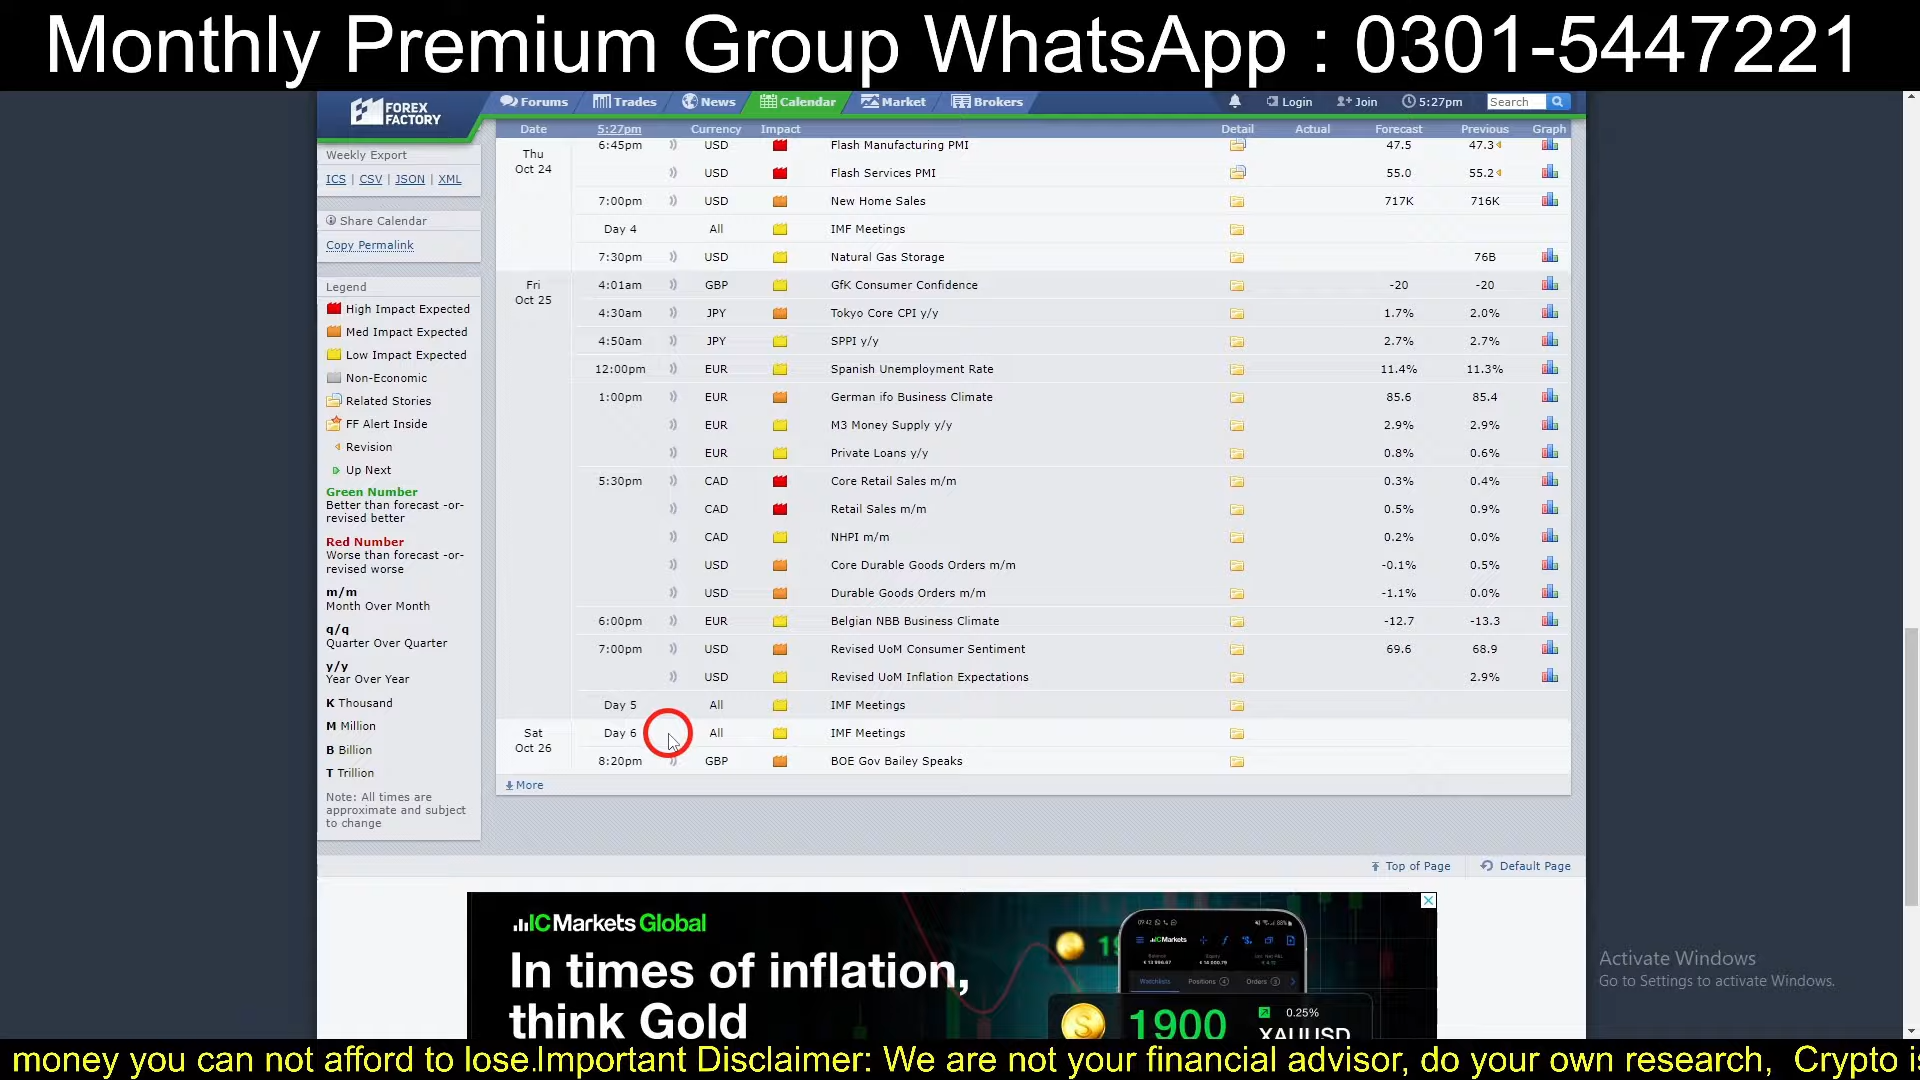 Monthly Premium Group WhatsApp : 0301-5447221
FOREX FACTORY Forums Trades News Calendar Market Brokers Login Join 5:27pm Search
Date 5:27pm Currency Impact Detail Actual Forecast Previous Graph
Weekly Export
ICS | CSV | JSON | XML
Share Calendar
Copy Permalink
Legend
High Impact Expected
Med Impact Expected
Low Impact Expected
Non-Economic
Related Stories
FF Alert Inside
Revision
Up Next
Green Number
Better than forecast -or-
revised better
Red Number
Worse than forecast -or-
revised worse
m/m
Month Over Month
q/q
Quarter Over Quarter
y/y
Year Over Year
K Thousand
M Million
B Billion
T Trillion
Note: All times are
approximate and subject
to change
Thu
Oct 24
6:45pm USD Flash Manufacturing PMI 47.5 47.3
USD Flash Services PMI 55.0 55.2
7:00pm USD New Home Sales 717K 716K
Day 4 All IMF Meetings
7:30pm USD Natural Gas Storage 76B
Fri
Oct 25
4:01am GBP GfK Consumer Confidence -20 -20
4:30am JPY Tokyo Core CPI y/y 1.7% 2.0%
4:50am JPY SPPI y/y 2.7% 2.7%
12:00pm EUR Spanish Unemployment Rate 11.4% 11.3%
1:00pm EUR German ifo Business Climate 85.6 85.4
EUR M3 Money Supply y/y 2.9% 2.9%
EUR Private Loans y/y 0.8% 0.6%
5:30pm CAD Core Retail Sales m/m 0.3% 0.4%
CAD Retail Sales m/m 0.5% 0.9%
CAD NHPI m/m 0.2% 0.0%
USD Core Durable Goods Orders m/m -0.1% 0.5%
USD Durable Goods Orders m/m -1.1% 0.0%
6:00pm EUR Belgian NBB Business Climate -12.7 -13.3
7:00pm USD Revised UoM Consumer Sentiment 69.6 68.9
USD Revised UoM Inflation Expectations 2.9%
Day 5 All IMF Meetings
Sat
Oct 26
Day 6 All IMF Meetings
8:20pm GBP BOE Gov Bailey Speaks
More
Top of Page Default Page
ICMarkets Global
In times of inflation,
think Gold
09:42
ICMarkets
Watchlists Positions Orders
1900 0.25%
XAUUSD
Activate Windows
Go to Settings to activate Windows.
money you can not afford to lose.Important Disclaimer: We are not your financial advisor, do your own research, Crypto is